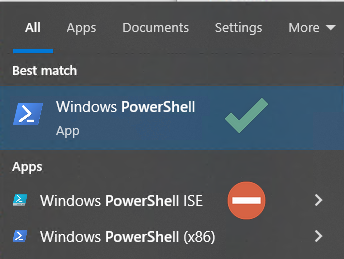 All Apps Documents Settings More
Best match
Windows PowerShell
App
Apps
Windows PowerShell ISE
Windows PowerShell (x86)